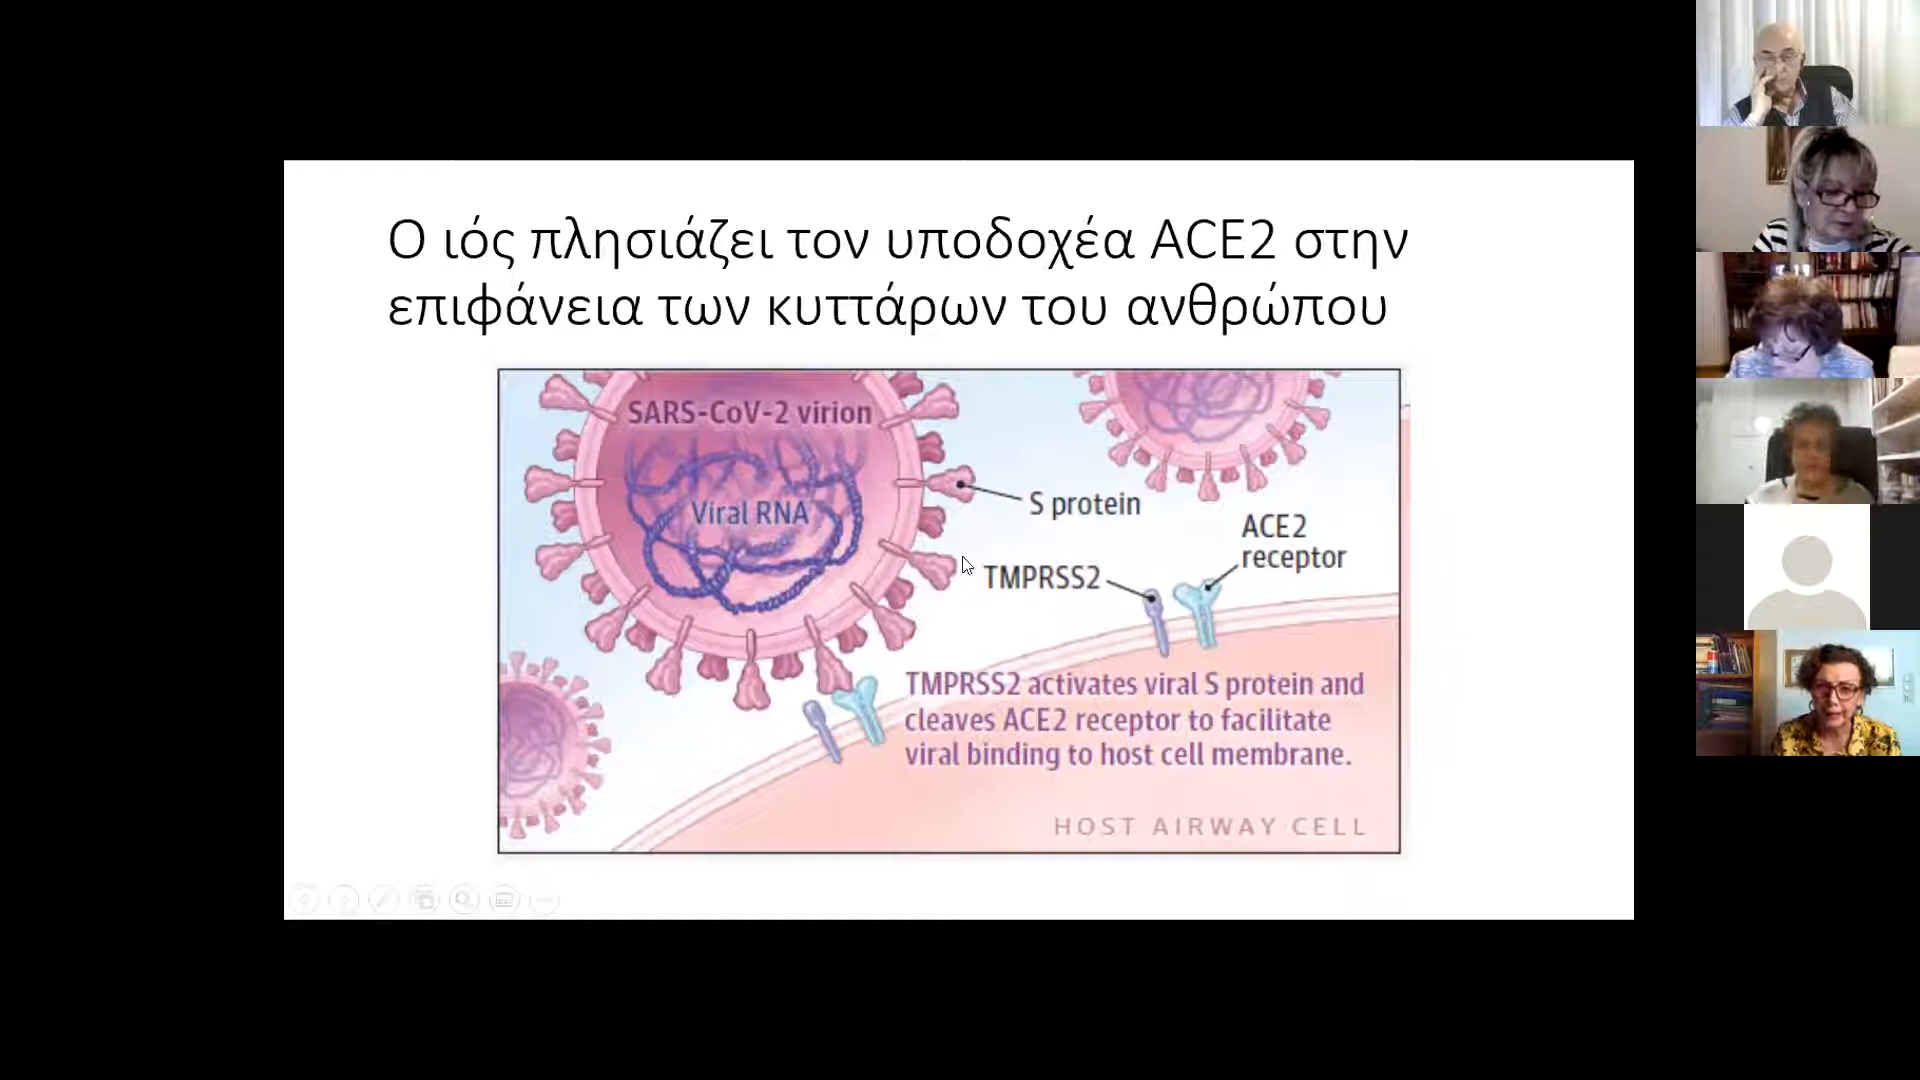 Ο ιός πλησιάζει τον υποδοχέα ACE2 στην
επιφάνεια των κυττάρων του ανθρώπου
SARS-CoV-2 virion
Viral RNA
S protein
ACE2
receptor
TMPRSS2
TMPRSS2 activates viral S protein and
cleaves ACE2 receptor to facilitate
viral binding to host cell membrane.
HOST AIRWAY CELL